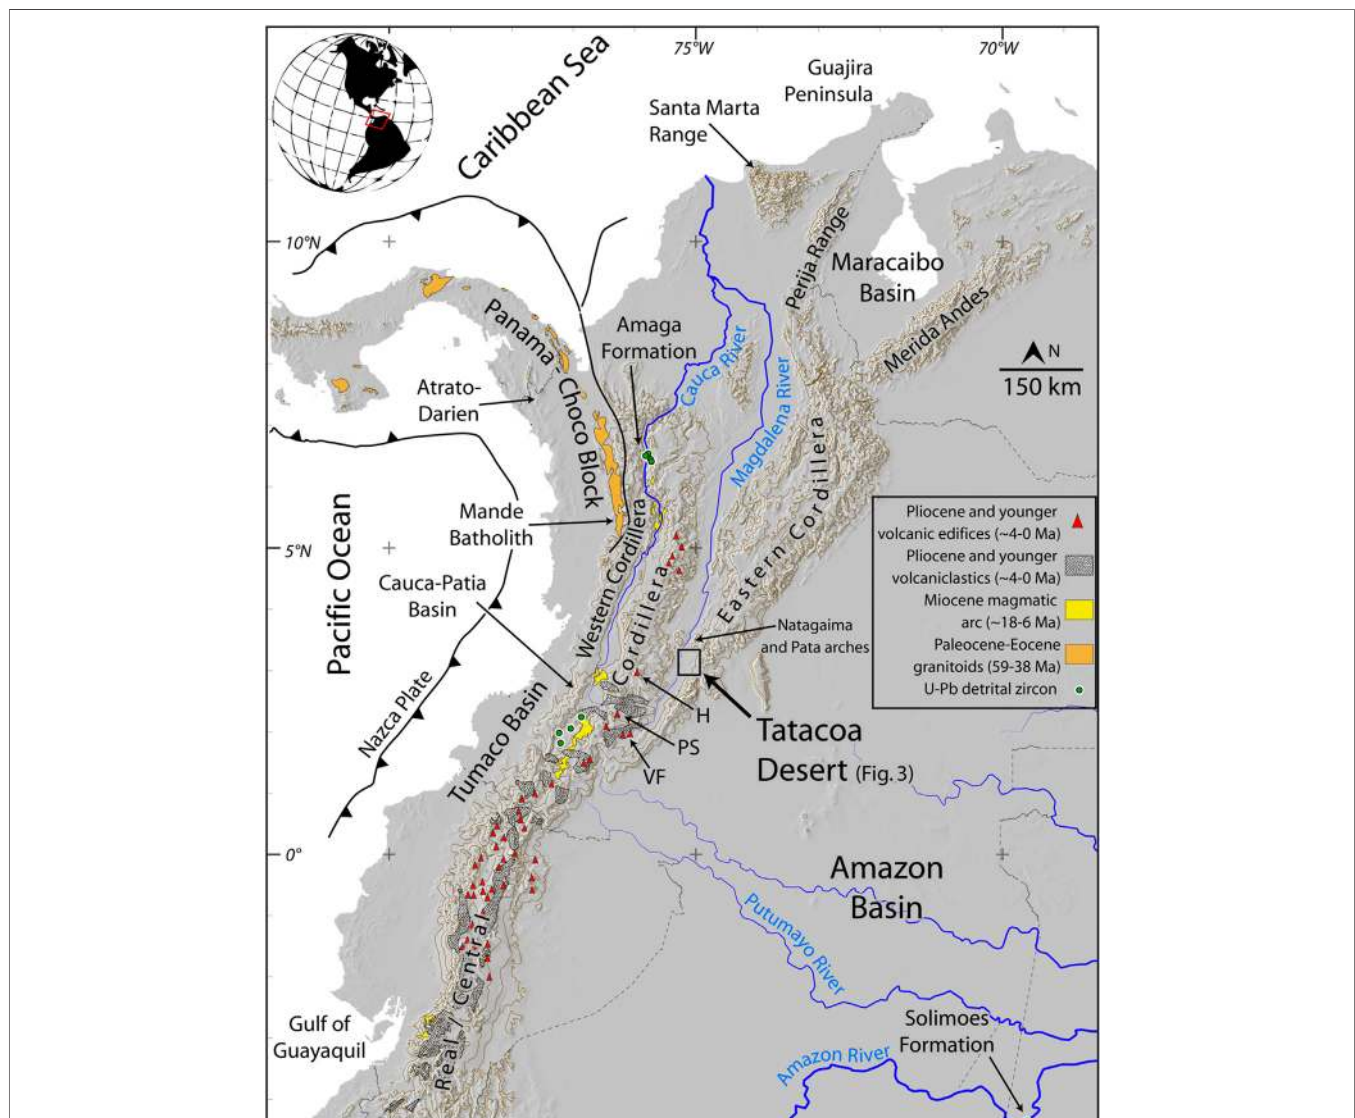 75°W
70°W
Caribbean Sea
Guajira
Peninsula
Santa Marta
Range
10°N
Perija Range
Maracaibo
Basin
Merida Andes
Panama - Choco Block
Amaga
Formation
Cauca River
Magdalena River
N
150 km
Atrato-
Darien
Pacific Ocean
Mande
Batholith
5°N
Cauca-Patia
Basin
Western Cordillera
Cordillera
Eastern Cordillera
Pliocene and younger
volcanic edifices (~4-0 Ma)
Pliocene and younger
volcaniclastics (~4-0 Ma)
Miocene magmatic
arc (~18-6 Ma)
Paleocene-Eocene
granitoids (59-38 Ma)
U-Pb detrital zircon
Natagaima
and Pata arches
Nazca Plate
Tumaco Basin
H
PS
VF
Tatacoa
Desert (Fig. 3)
0°
Amazon
Basin
Putumayo River
Real / Central
Gulf of
Guayaquil
Solimoes
Formation
Amazon River